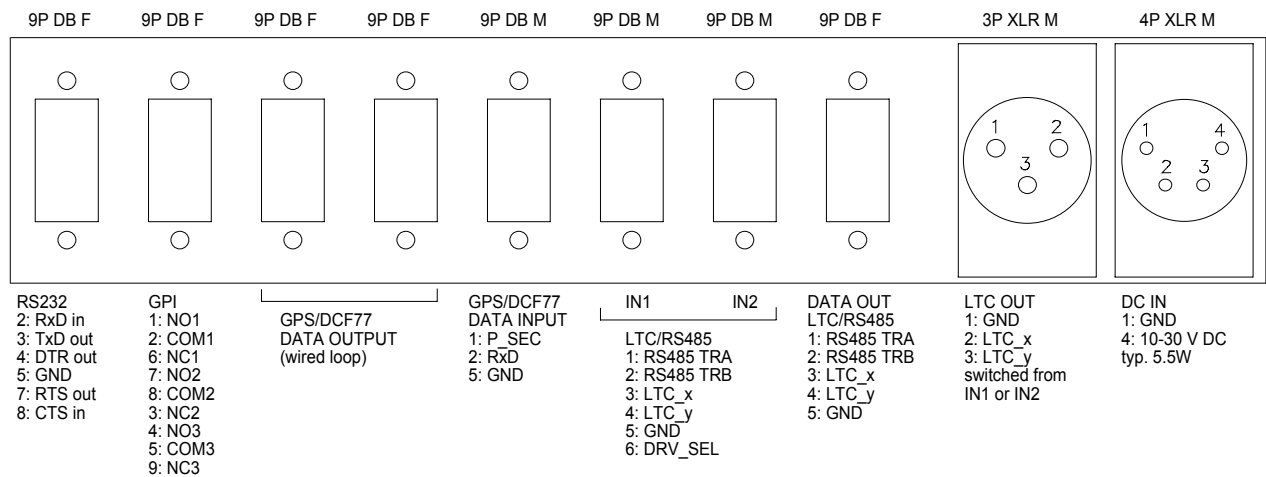 9P DB F
9P DB F
9P DB F
9P DB F
9P DB M
9P DB M
9P DB M
9P DB F
3P XLR M
4P XLR M
1
2
3
1
2
3
4
RS232
2: RxD in
3: TxD out
4: DTR out
5: GND
7: RTS out
8: CTS in
GPI
1: NO1
2: COM1
6: NC1
7: NO2
8: COM2
3: NC2
4: NO3
5: COM3
9: NC3
GPS/DCF77
DATA OUTPUT
(wired loop)
GPS/DCF77
DATA INPUT
1: P_SEC
2: RxD
5: GND
IN1
IN2
LTC/RS485
1: RS485 TRA
2: RS485 TRB
3: LTC_x
4: LTC_y
5: GND
6: DRV_SEL
DATA OUT
LTC/RS485
1: RS485 TRA
2: RS485 TRB
3: LTC_x
4: LTC_y
5: GND
LTC OUT
1: GND
2: LTC_x
3: LTC_y
switched from
IN1 or IN2
DC IN
1: GND
4: 10-30 V DC
typ. 5.5W